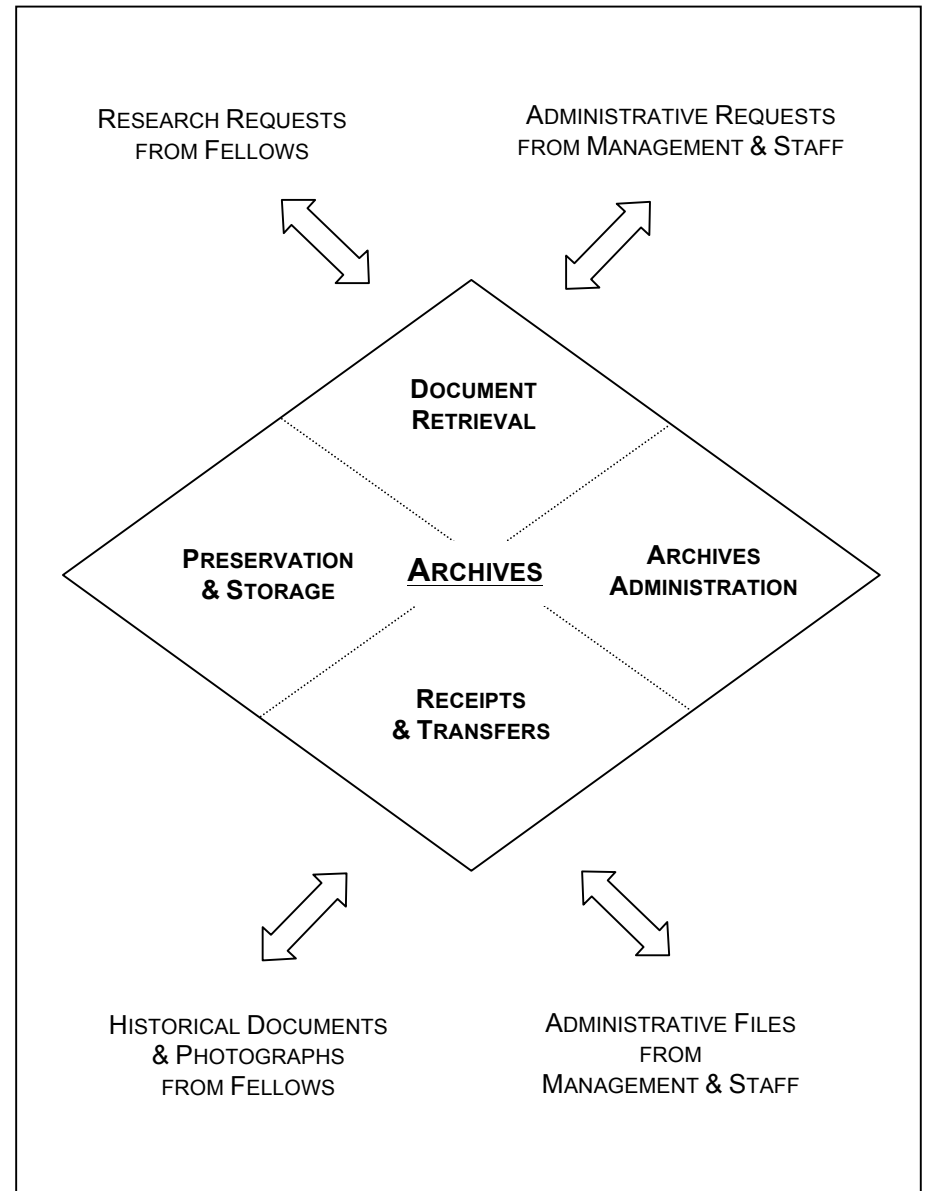 RESEARCH REQUESTS
FROM FELLOWS
ADMINISTRATIVE REQUESTS
FROM MANAGEMENT & STAFF
DOCUMENT
RETRIEVAL
PRESERVATION
& STORAGE
ARCHIVES
ARCHIVES
ADMINISTRATION
RECEIPTS
& TRANSFERS
HISTORICAL DOCUMENTS
& PHOTOGRAPHS
FROM FELLOWS
ADMINISTRATIVE FILES
FROM
MANAGEMENT & STAFF